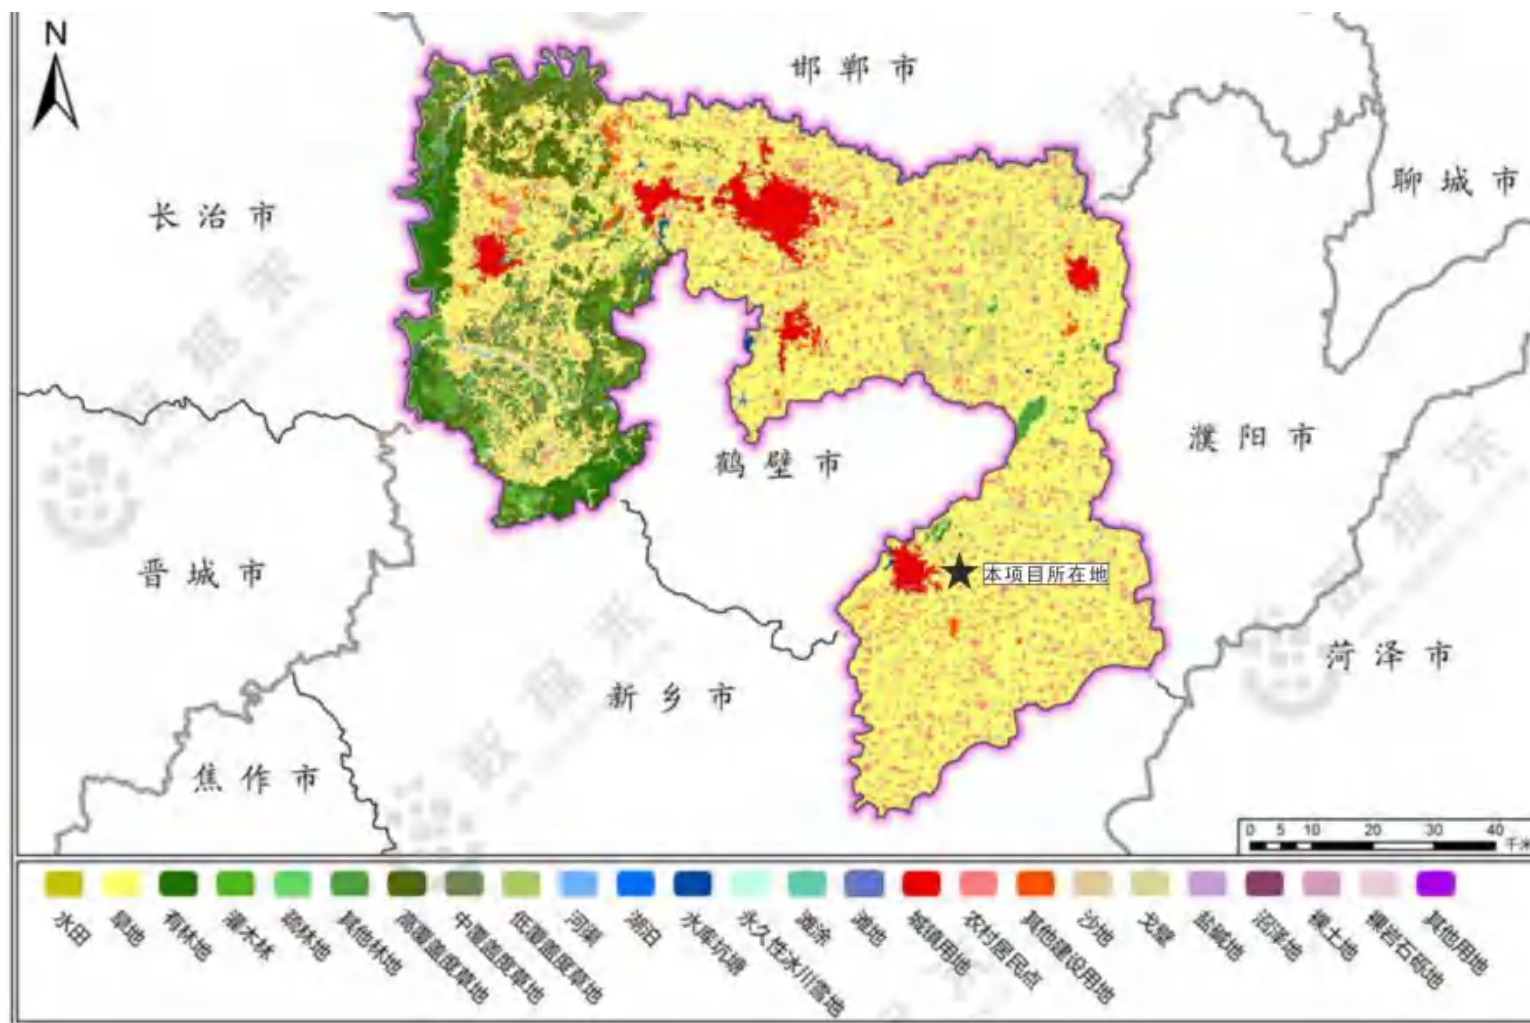 N
邯郸市
聊城市
长治市
濮阳市
鹤壁市
晋城市
本项目所在地
菏泽市
新乡市
焦作市
0 5 10 20 30 40
千米
水田
旱地
有林地
灌木林
疏林地
其他林地
高覆盖度草地
中覆盖度草地
低覆盖度草地
河渠
湖泊
水库坑塘
永久性冰川雪地
滩涂
滩地
城镇用地
农村居民点
其他建设用地
沙地
戈壁
盐碱地
沼泽地
裸土地
裸岩石砾地
其他用地